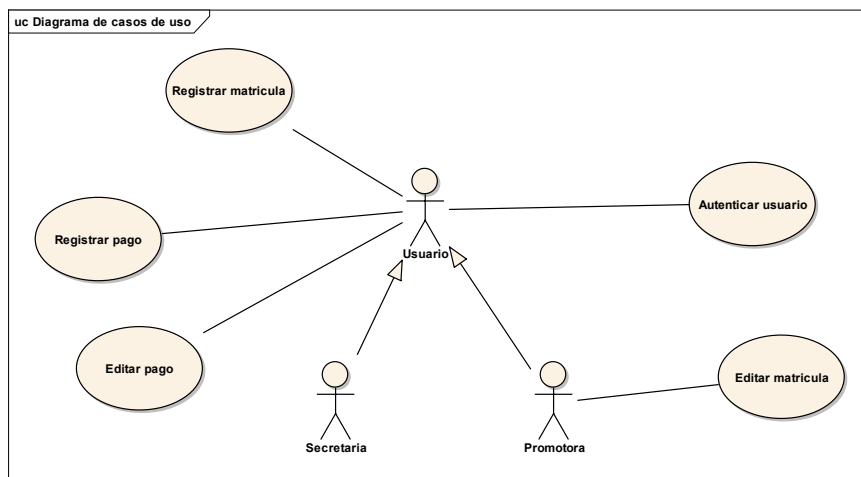 uc Diagrama de casos de uso
Registrar matricula
Autenticar usuario
Registrar pago
Usuario
Editar pago
Editar matricula
Secretaria
Promotora